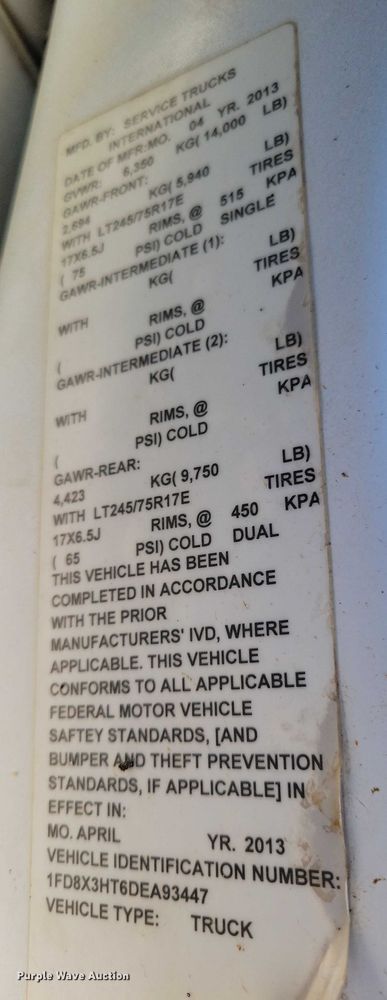 MFD. BY: SERVICE TRUCKS
INTERNATIONAL
DATE OF MFR:MO. 04 YR. 2013
GVWR: 6,350 KG( 14,000 LB)
GAWR-FRONT:
2,694 KG( 5,940 LB)
WITH LT245/75R17E TIRES
17X6.5J RIMS, @ 515 KPA
( 75 PSI) COLD SINGLE
GAWR-INTERMEDIATE (1):
KG( LB)
WITH TIRES
RIMS, @ KPA
( PSI) COLD
GAWR-INTERMEDIATE (2):
KG( LB)
WITH TIRES
RIMS, @ KPA
( PSI) COLD
GAWR-REAR:
4,423 KG( 9,750 LB)
WITH LT245/75R17E TIRES
17X6.5J RIMS, @ 450 KPA
( 65 PSI) COLD DUAL
THIS VEHICLE HAS BEEN
COMPLETED IN ACCORDANCE
WITH THE PRIOR
MANUFACTURERS' IVD, WHERE
APPLICABLE. THIS VEHICLE
CONFORMS TO ALL APPLICABLE
FEDERAL MOTOR VEHICLE
SAFTEY STANDARDS, [AND
BUMPER AND THEFT PREVENTION
STANDARDS, IF APPLICABLE] IN
EFFECT IN:
MO. APRIL YR. 2013
VEHICLE IDENTIFICATION NUMBER:
1FD8X3HT6DEA93447
VEHICLE TYPE: TRUCK
Purple Wave Auction